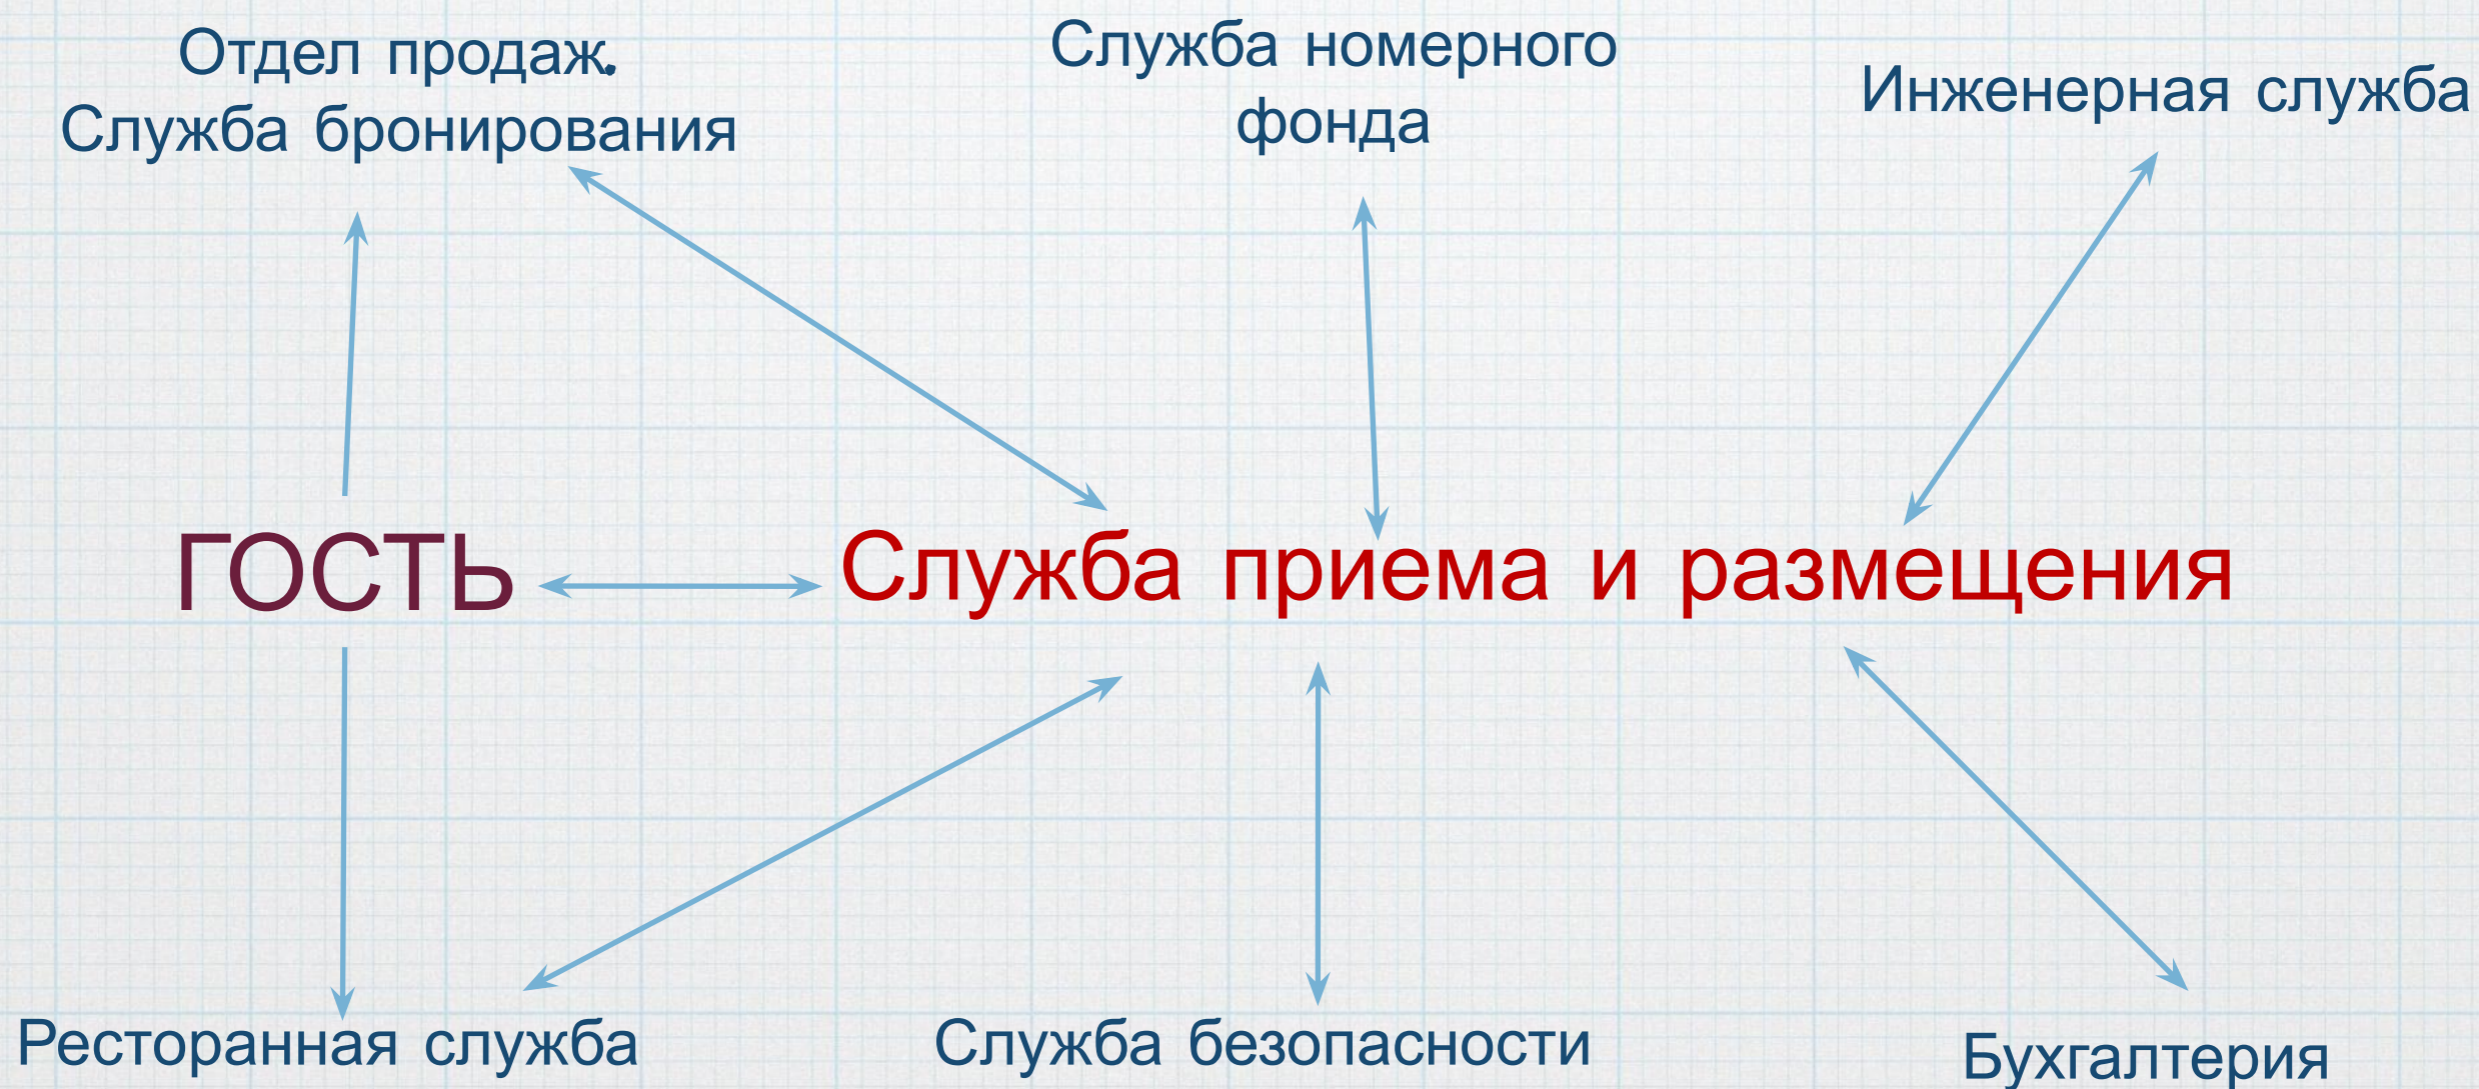 Отдел продаж.
Служба бронирования
Служба номерного
фонда
Инженерная служба
ГОСТЬ
Служба приема и размещения
Ресторанная служба
Служба безопасности
Бухгалтерия